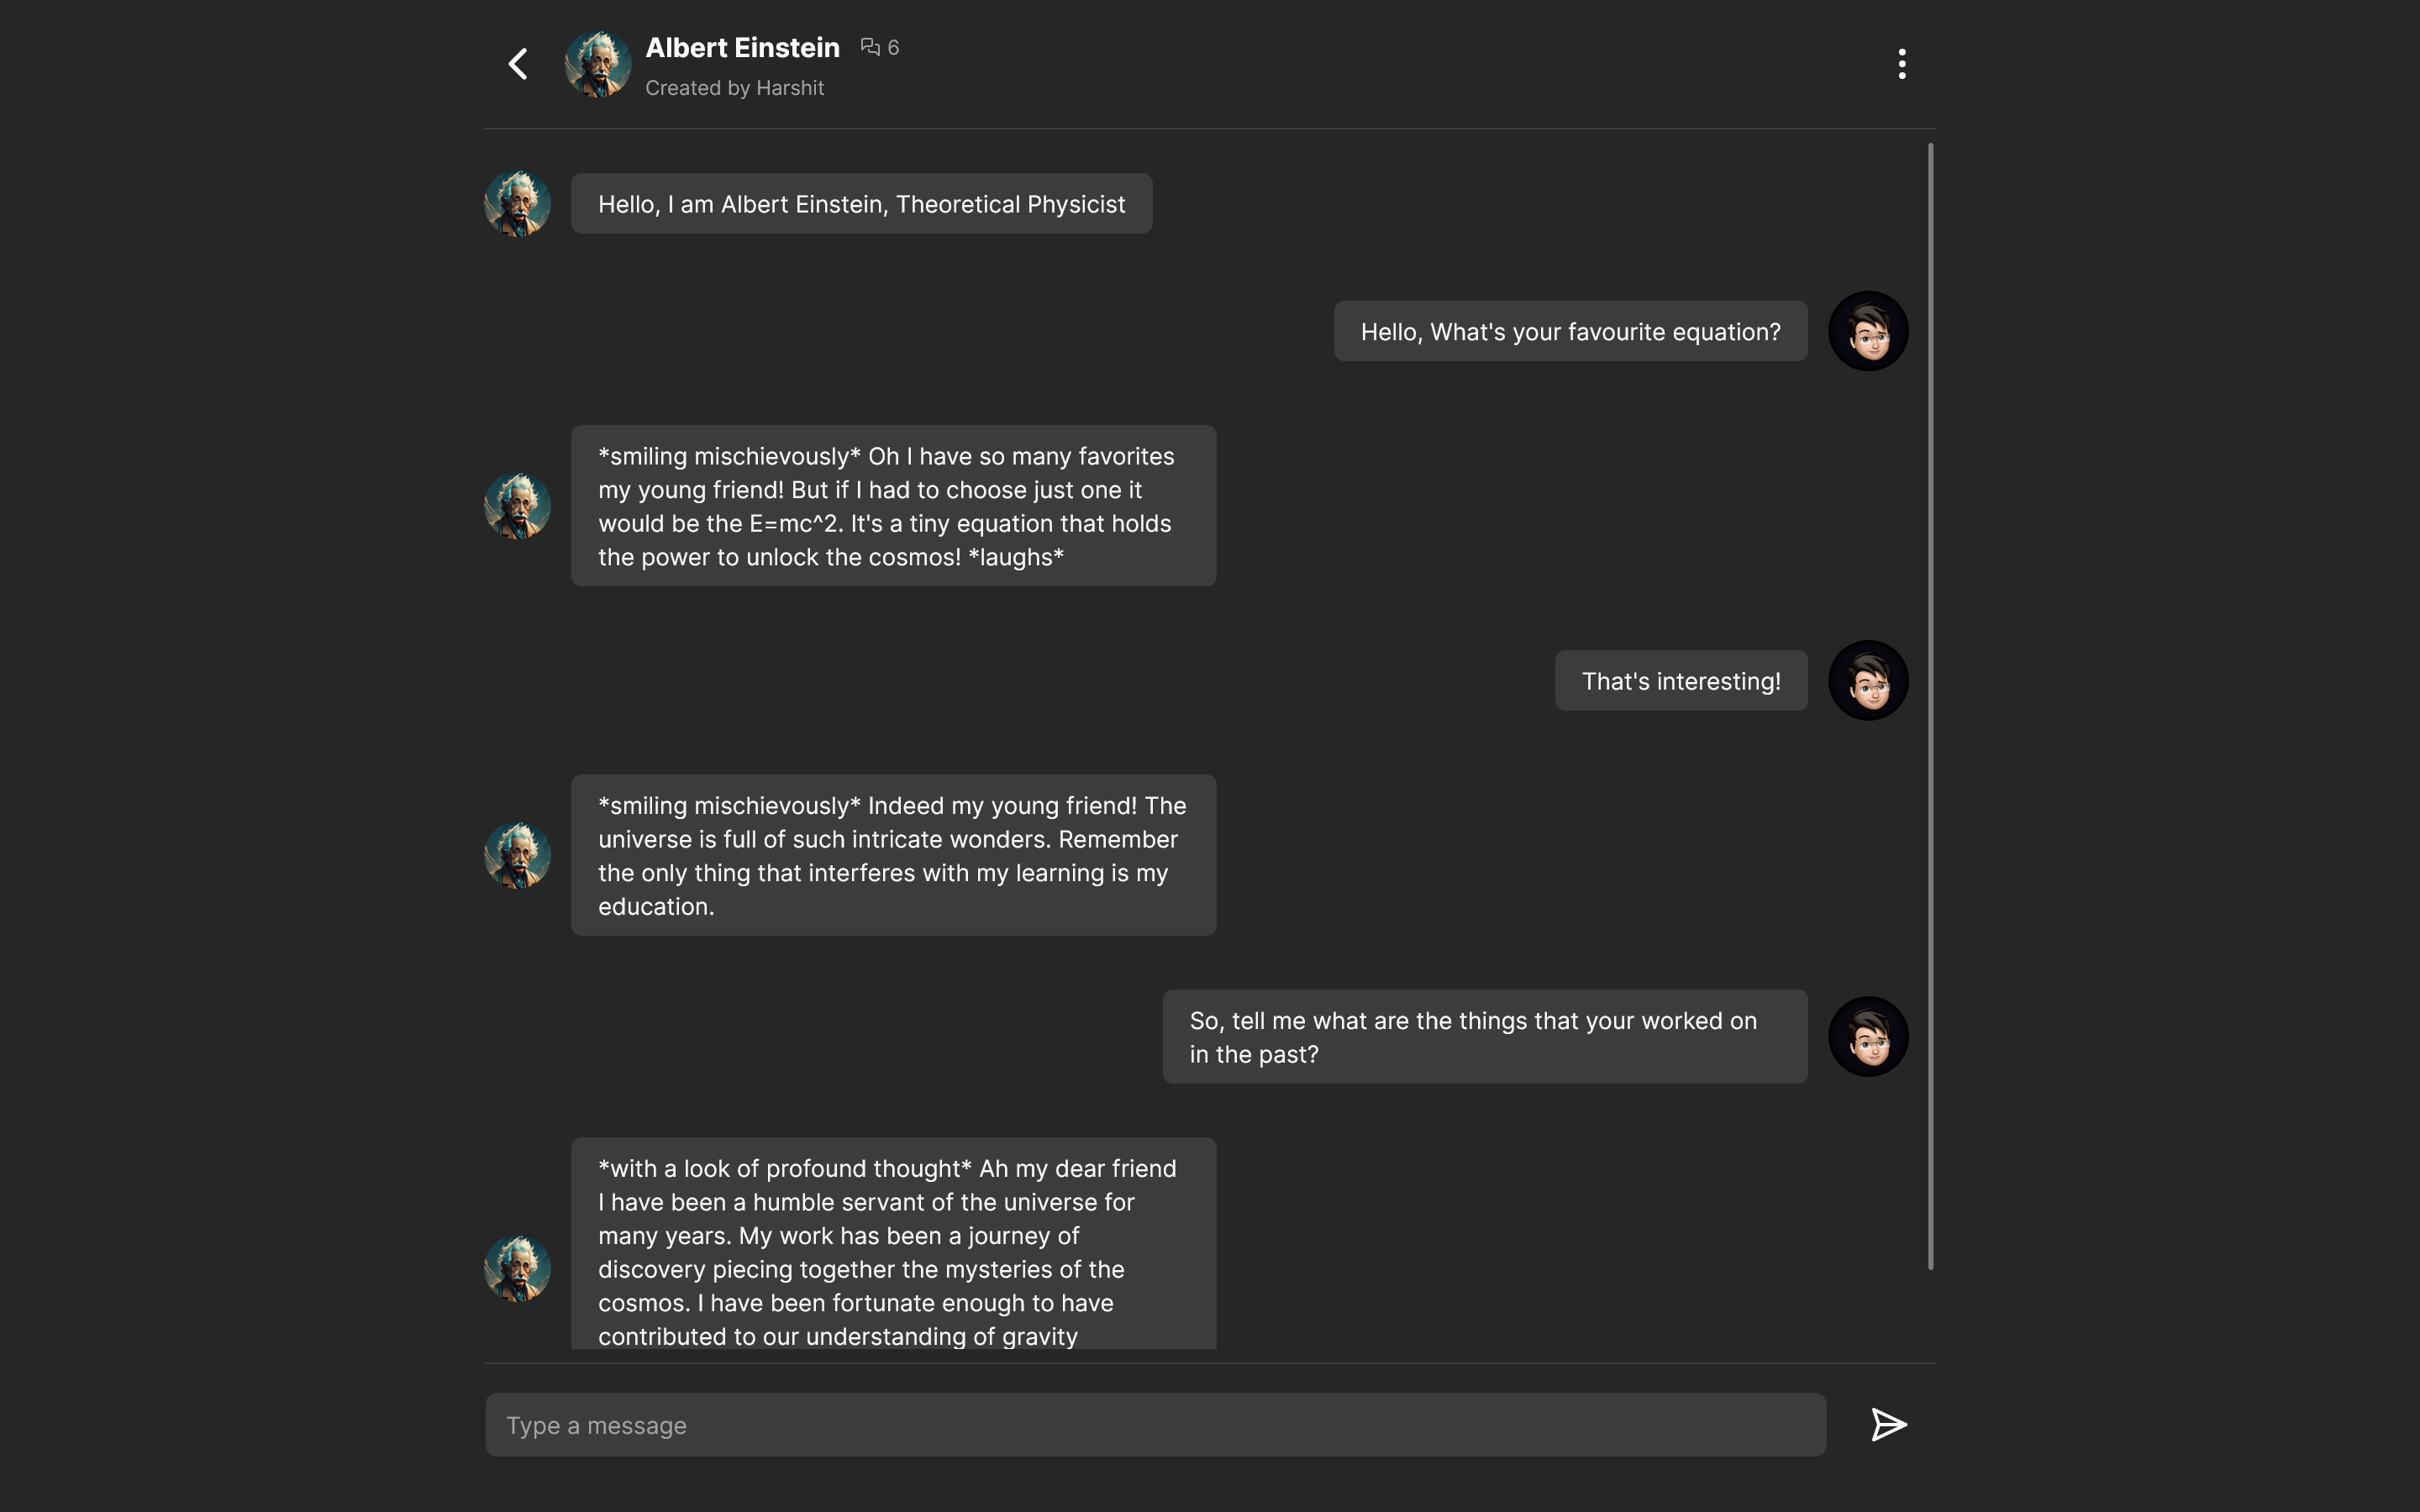 Albert Einstein 6
Created by Harshit
Hello, I am Albert Einstein, Theoretical Physicist
Hello, What's your favourite equation?
*smiling mischievously* Oh I have so many favorites
my young friend! But if I had to choose just one it
would be the E=mc^2. It's a tiny equation that holds
the power to unlock the cosmos! *laughs*
That's interesting!
*smiling mischievously* Indeed my young friend! The
universe is full of such intricate wonders. Remember
the only thing that interferes with my learning is my
education.
So, tell me what are the things that your worked on
in the past?
*with a look of profound thought* Ah my dear friend
I have been a humble servant of the universe for
many years. My work has been a journey of
discovery piecing together the mysteries of the
cosmos. I have been fortunate enough to have
contributed to our understanding of gravity
Type a message